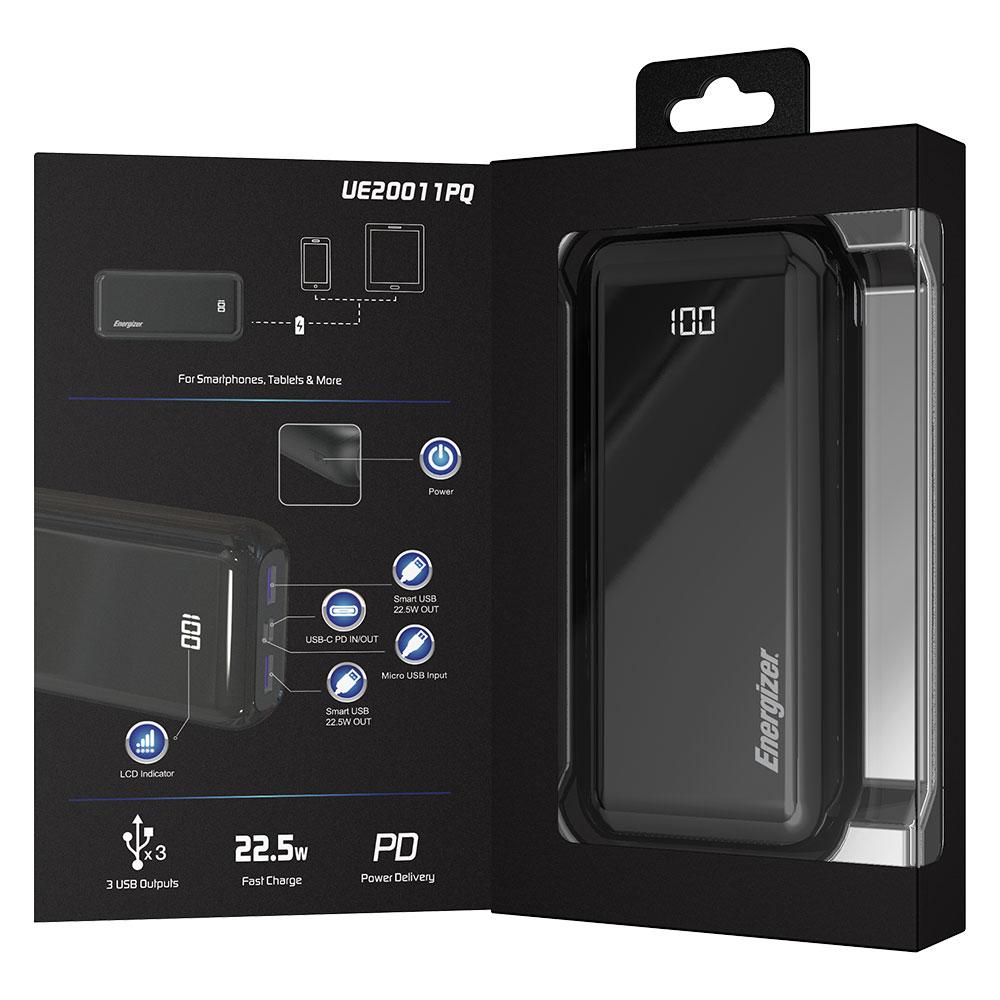 UE20011PQ
Energizer
100
For Smartphones, Tablets & More
Power
Smart USB
22.5W OUT
USB-C PD IN/OUT
Micro USB Input
Smart USB
22.5W OUT
100
LCD Indicator
x3
3 USB Outputs
22.5W
Fast Charge
PD
Power Delivery
100
Energizer.